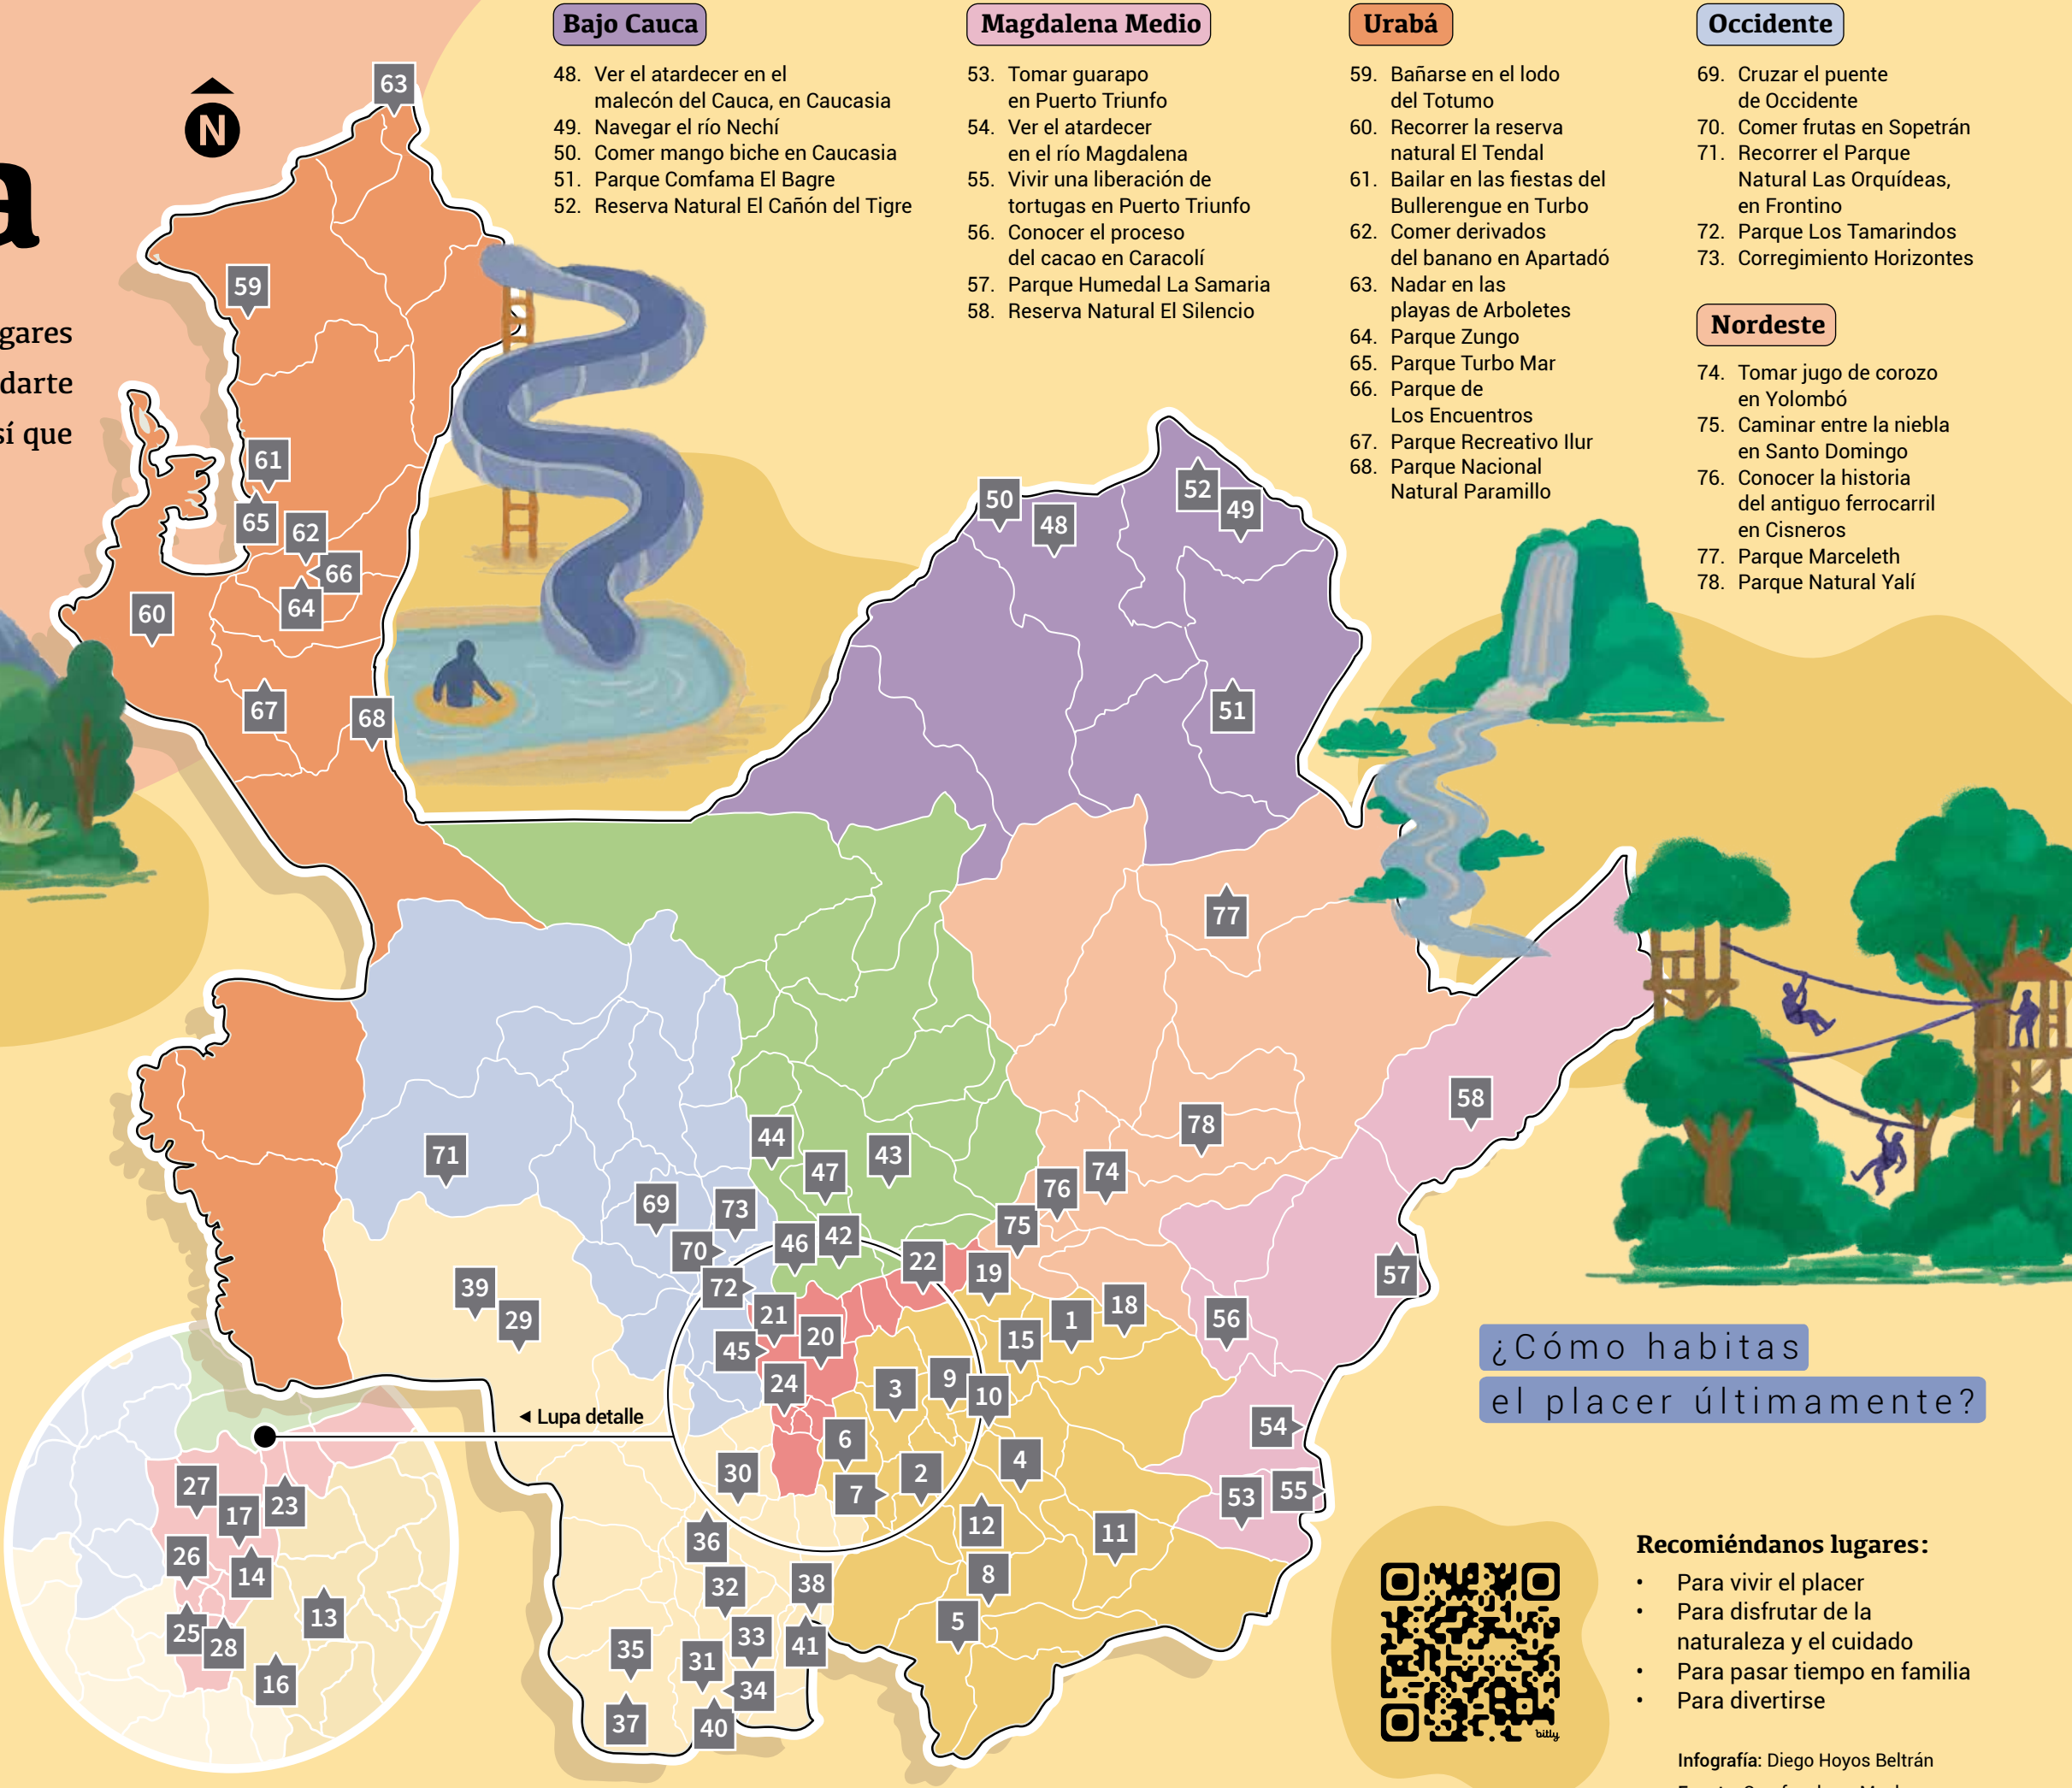 a
gares
darte
sí que
N
Bajo Cauca
48. Ver el atardecer en el
malecón del Cauca, en Caucasia
49. Navegar el río Nechí
50. Comer mango biche en Caucasia
51. Parque Comfama El Bagre
52. Reserva Natural El Cañón del Tigre
Magdalena Medio
53. Tomar guarapo
en Puerto Triunfo
54. Ver el atardecer
en el río Magdalena
55. Vivir una liberación de
tortugas en Puerto Triunfo
56. Conocer el proceso
del cacao en Caracolí
57. Parque Humedal La Samaria
58. Reserva Natural El Silencio
Urabá
59. Bañarse en el lodo
del Totumo
60. Recorrer la reserva
natural El Tendal
61. Bailar en las fiestas del
Bullerengue en Turbo
62. Comer derivados
del banano en Apartadó
63. Nadar en las
playas de Arboletes
64. Parque Zungo
65. Parque Turbo Mar
66. Parque de
Los Encuentros
67. Parque Recreativo Ilur
68. Parque Nacional
Natural Paramillo
Occidente
69. Cruzar el puente
de Occidente
70. Comer frutas en Sopetrán
71. Recorrer el Parque
Natural Las Orquídeas,
en Frontino
72. Parque Los Tamarindos
73. Corregimiento Horizontes
Nordeste
74. Tomar jugo de corozo
en Yolombó
75. Caminar entre la niebla
en Santo Domingo
76. Conocer la historia
del antiguo ferrocarril
en Cisneros
77. Parque Marceleth
78. Parque Natural Yalí
63
59
61
65
62
66
64
60
67
68
50
48
52
49
51
77
58
78
44
43
71
47
74
76
69
73
75
46
42
70
22
19
57
72
39
29
21
20
45
1
18
15
56
24
3
9
10
54
6
4
30
2
7
53
55
12
11
36
32
38
8
5
35
33
41
31
34
37
40
◄ Lupa detalle
27
23
17
26
14
13
25
28
16
¿Cómo habitas
el placer últimamente?
bitly
Recomiéndanos lugares:
• Para vivir el placer
• Para disfrutar de la
naturaleza y el cuidado
• Para pasar tiempo en familia
• Para divertirse
Infografía: Diego Hoyos Beltrán